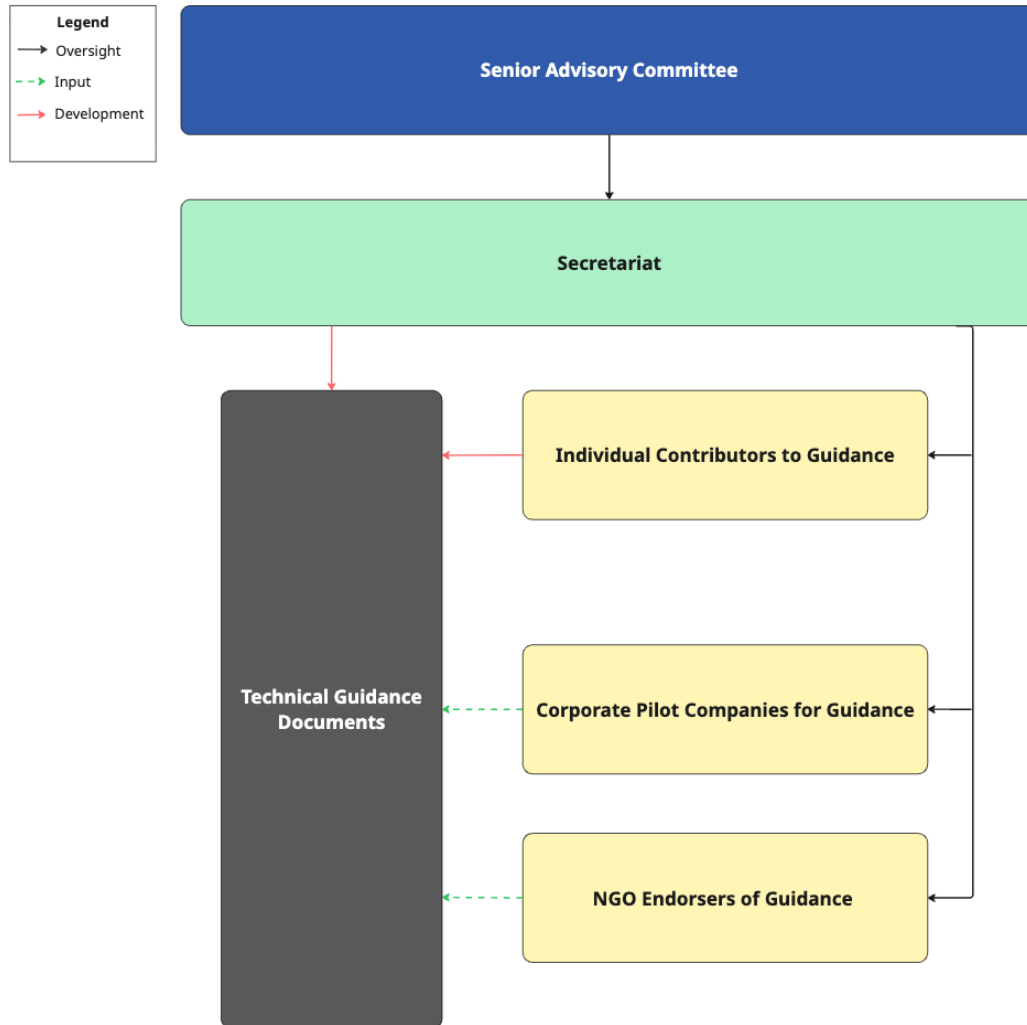 Legend
Oversight
Input
Development
Senior Advisory Committee
Secretariat
Individual Contributors to Guidance
Technical Guidance
Documents
Corporate Pilot Companies for Guidance
NGO Endorsers of Guidance